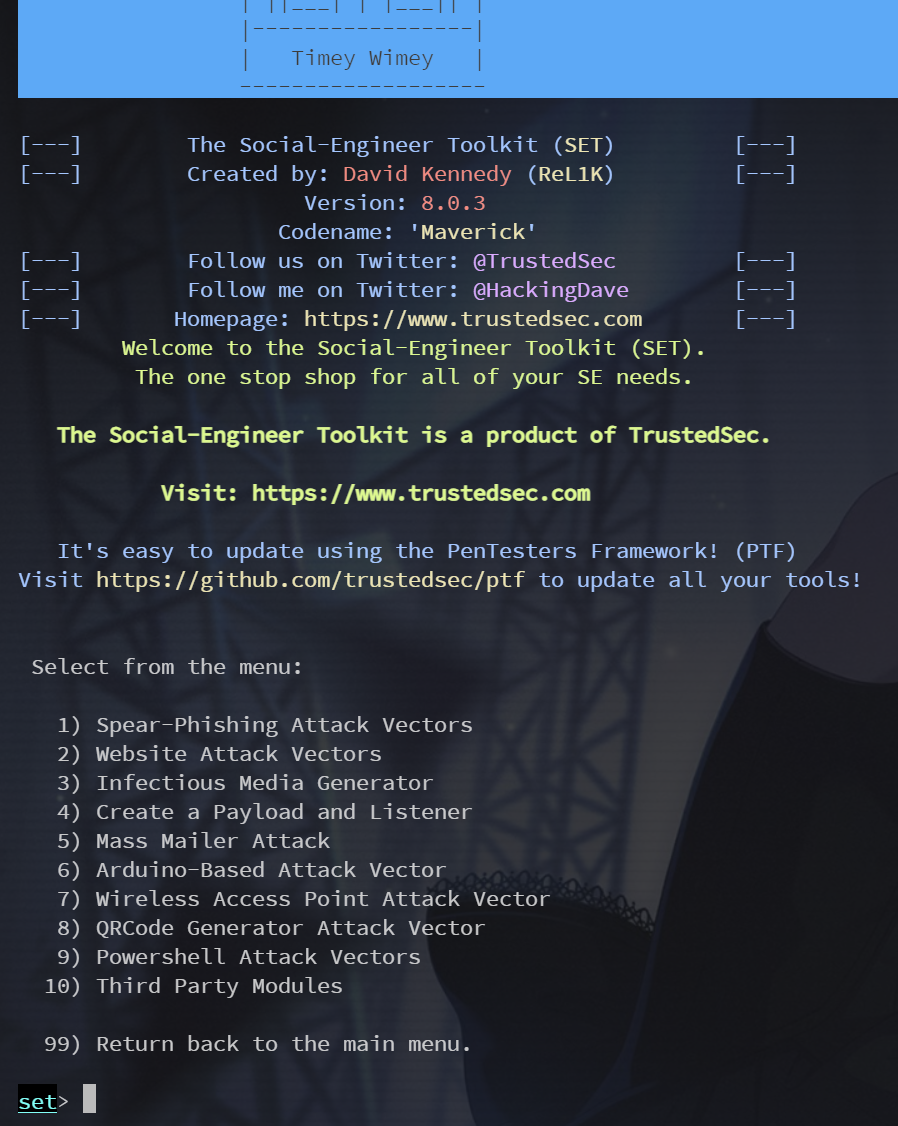 | ||___| | |___|| |
|-----------------|
|   Timey Wimey   |
-------------------
[---]        The Social-Engineer Toolkit (SET)         [---]
[---]        Created by: David Kennedy (ReL1K)         [---]
                      Version: 8.0.3
                    Codename: 'Maverick'
[---]        Follow us on Twitter: @TrustedSec         [---]
[---]        Follow me on Twitter: @HackingDave        [---]
[---]       Homepage: https://www.trustedsec.com       [---]
        Welcome to the Social-Engineer Toolkit (SET).
         The one stop shop for all of your SE needs.
   The Social-Engineer Toolkit is a product of TrustedSec.
           Visit: https://www.trustedsec.com
   It's easy to update using the PenTesters Framework! (PTF)
Visit https://github.com/trustedsec/ptf to update all your tools!
 Select from the menu:
   1) Spear-Phishing Attack Vectors
   2) Website Attack Vectors
   3) Infectious Media Generator
   4) Create a Payload and Listener
   5) Mass Mailer Attack
   6) Arduino-Based Attack Vector
   7) Wireless Access Point Attack Vector
   8) QRCode Generator Attack Vector
   9) Powershell Attack Vectors
  10) Third Party Modules
  99) Return back to the main menu.
set>